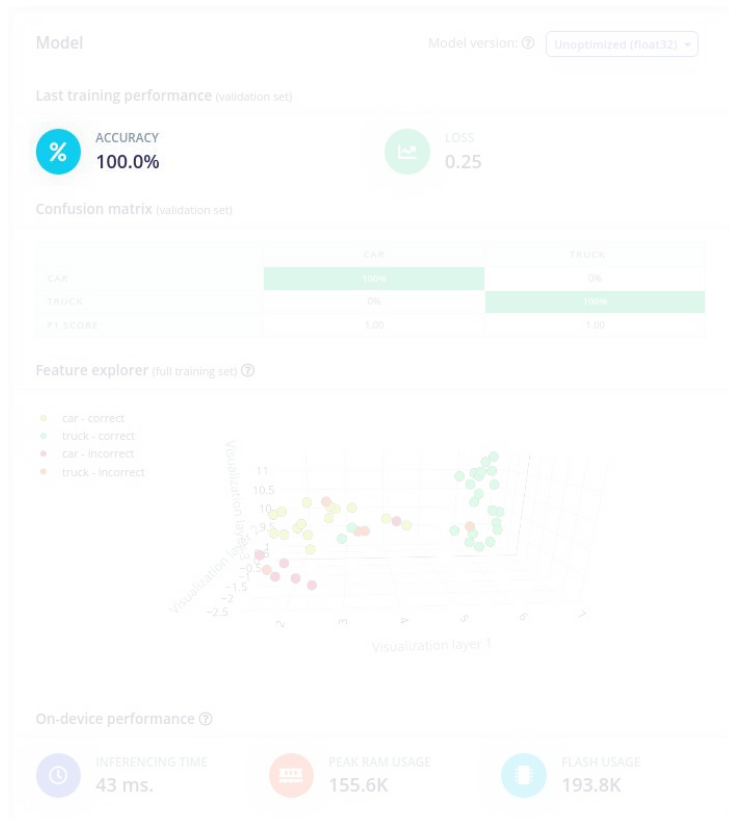 Model
Model version: Unoptimized (float32)
Last training performance (validation set)
%
ACCURACY
100.0%
LOSS
0.25
Confusion matrix (validation set)
CAR TRUCK
CAR 100% 0%
TRUCK 0% 100%
F1 SCORE 1.00 1.00
Feature explorer (full training set) ?
car - correct
truck - correct
car - incorrect
truck - incorrect
11
10.5
10
9.5
−0.5
−1.5
−2
−2.5
2 3 4 5 6 7
Visualization layer 1
On-device performance ?
INFERENCING TIME
43 ms.
PEAK RAM USAGE
155.6K
FLASH USAGE
193.8K